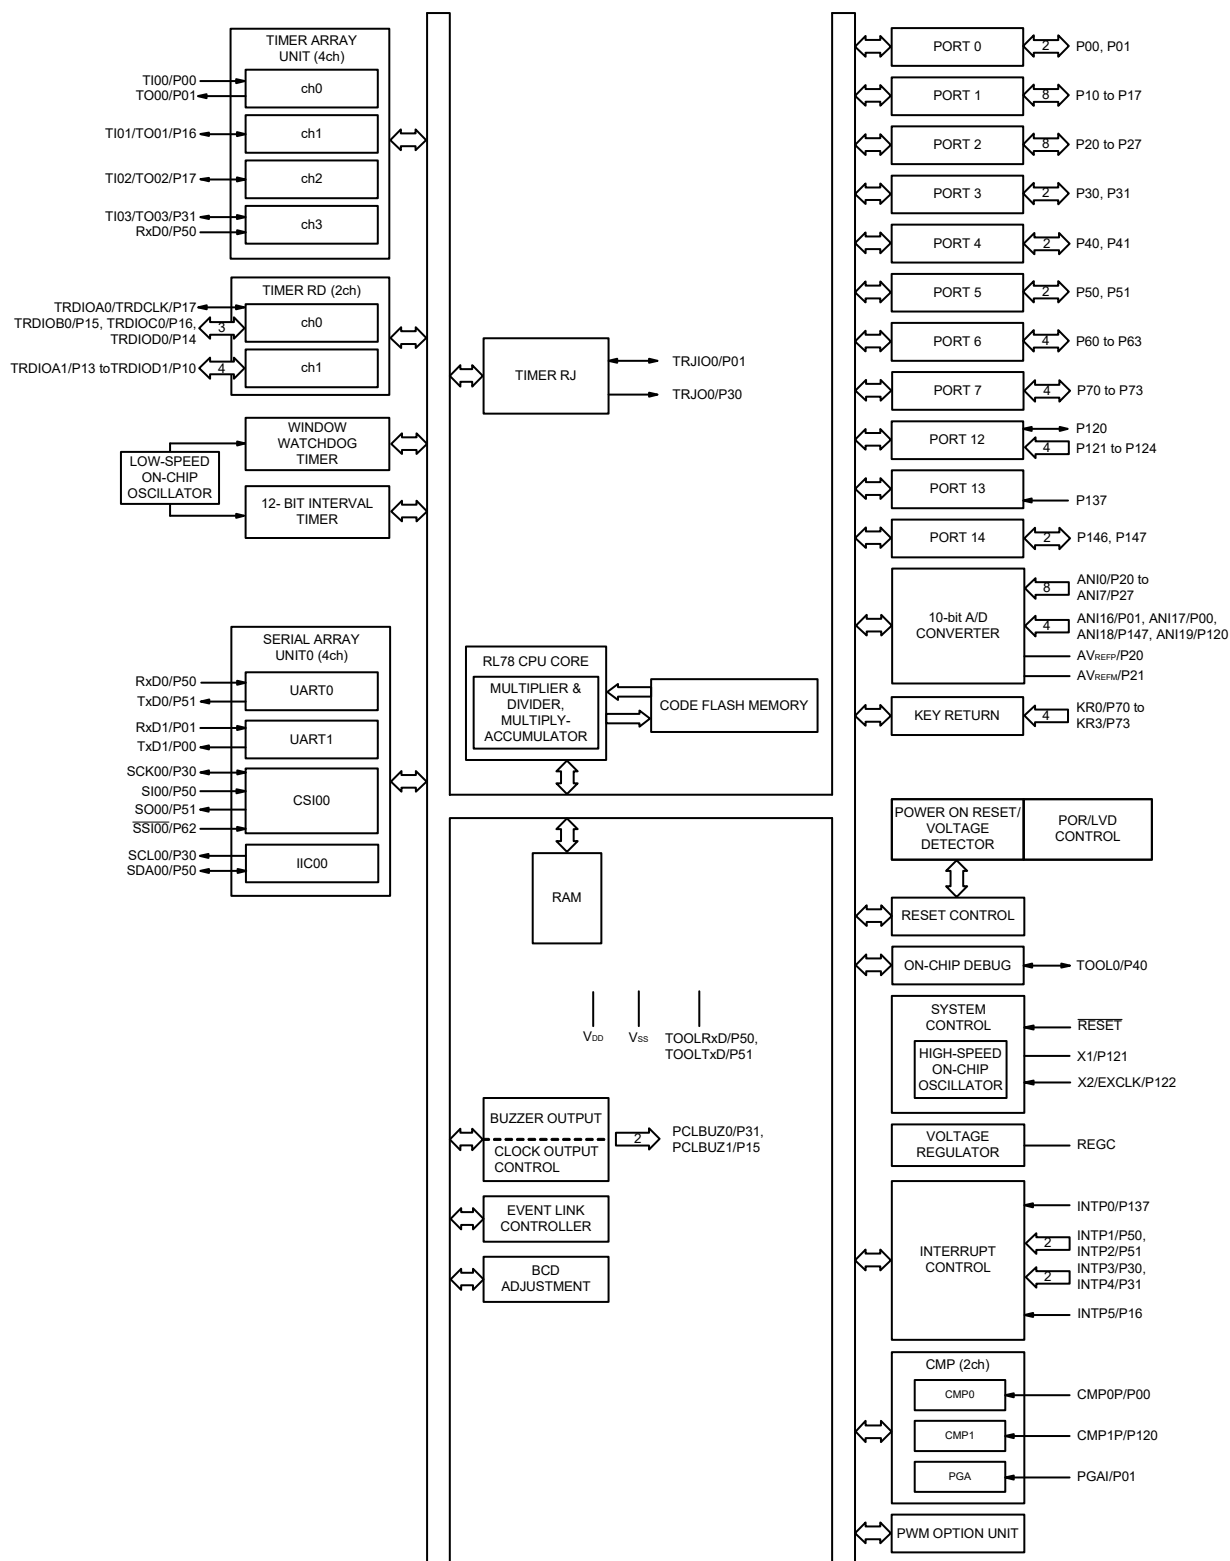 TIMER ARRAY
UNIT (4ch)
TI00/P00
TO00/P01
ch0
TI01/TO01/P16
ch1
TI02/TO02/P17
ch2
TI03/TO03/P31
RxD0/P50
ch3
TIMER RD (2ch)
TRDIOA0/TRDCLK/P17
TRDIOB0/P15, TRDIOC0/P16,
TRDIOD0/P14
3
ch0
TRDIOA1/P13 toTRDIOD1/P10
4
ch1
WINDOW
WATCHDOG
TIMER
LOW-SPEED
ON-CHIP
OSCILLATOR
12- BIT INTERVAL
TIMER
SERIAL ARRAY
UNIT0 (4ch)
RxD0/P50
TxD0/P51
UART0
RxD1/P01
TxD1/P00
UART1
SCK00/P30
SI00/P50
SO00/P51
SSI00/P62
CSI00
SCL00/P30
SDA00/P50
IIC00
TIMER RJ
TRJIO0/P01
TRJO0/P30
RL78 CPU CORE
MULTIPLIER &
DIVIDER,
MULTIPLY-
ACCUMULATOR
CODE FLASH MEMORY
RAM
VDD
VSS
TOOLRxD/P50,
TOOLTxD/P51
BUZZER OUTPUT
CLOCK OUTPUT
CONTROL
2
PCLBUZ0/P31,
PCLBUZ1/P15
EVENT LINK
CONTROLLER
BCD
ADJUSTMENT
PORT 0
2
P00, P01
PORT 1
8
P10 to P17
PORT 2
8
P20 to P27
PORT 3
2
P30, P31
PORT 4
2
P40, P41
PORT 5
2
P50, P51
PORT 6
4
P60 to P63
PORT 7
4
P70 to P73
PORT 12
P120
4
P121 to P124
PORT 13
P137
PORT 14
2
P146, P147
10-bit A/D
CONVERTER
8
ANI0/P20 to
ANI7/P27
4
ANI16/P01, ANI17/P00,
ANI18/P147, ANI19/P120
AVREFP/P20
AVREFM/P21
KEY RETURN
4
KR0/P70 to
KR3/P73
POWER ON RESET/
VOLTAGE
DETECTOR
POR/LVD
CONTROL
RESET CONTROL
ON-CHIP DEBUG
TOOL0/P40
SYSTEM
CONTROL
HIGH-SPEED
ON-CHIP
OSCILLATOR
RESET
X1/P121
X2/EXCLK/P122
VOLTAGE
REGULATOR
REGC
INTERRUPT
CONTROL
INTP0/P137
2
INTP1/P50,
INTP2/P51
2
INTP3/P30,
INTP4/P31
INTP5/P16
CMP (2ch)
CMP0
CMP0P/P00
CMP1
CMP1P/P120
PGA
PGAI/P01
PWM OPTION UNIT